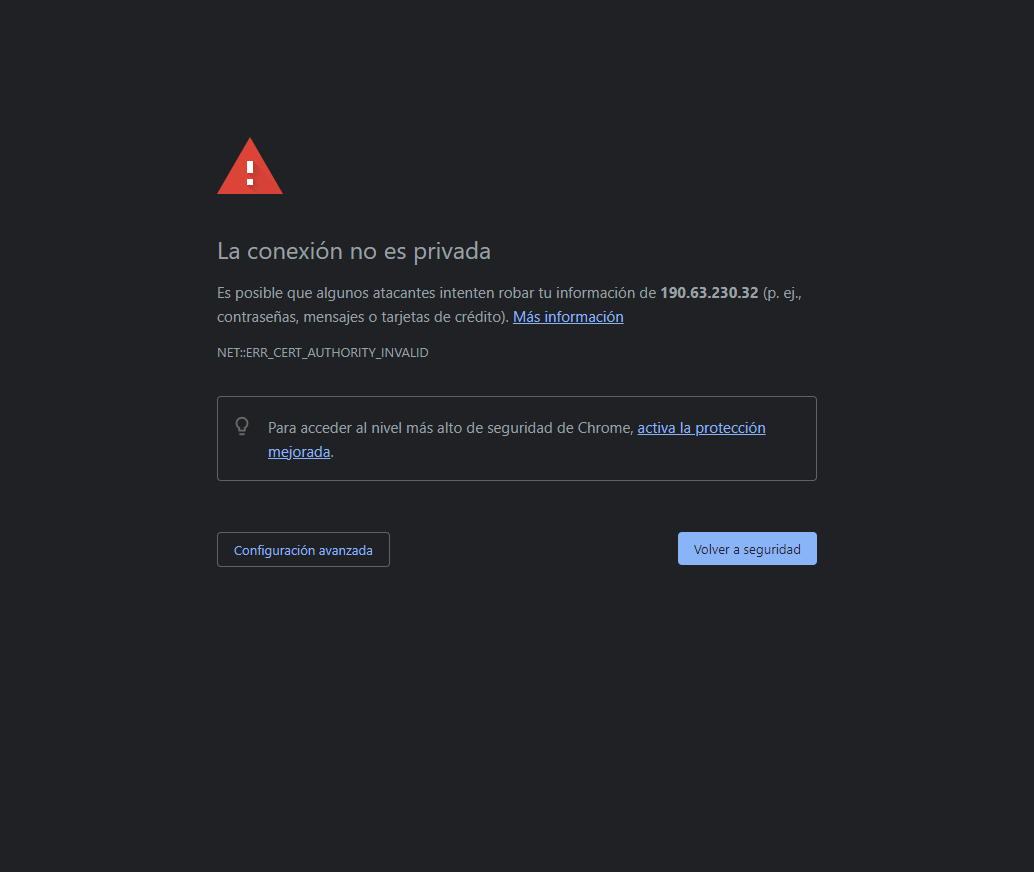 La conexión no es privada
Es posible que algunos atacantes intenten robar tu información de 190.63.230.32 (p. ej.,
contraseñas, mensajes o tarjetas de crédito). Más información
NET::ERR_CERT_AUTHORITY_INVALID
Para acceder al nivel más alto de seguridad de Chrome, activa la protección
mejorada.
Configuración avanzada
Volver a seguridad